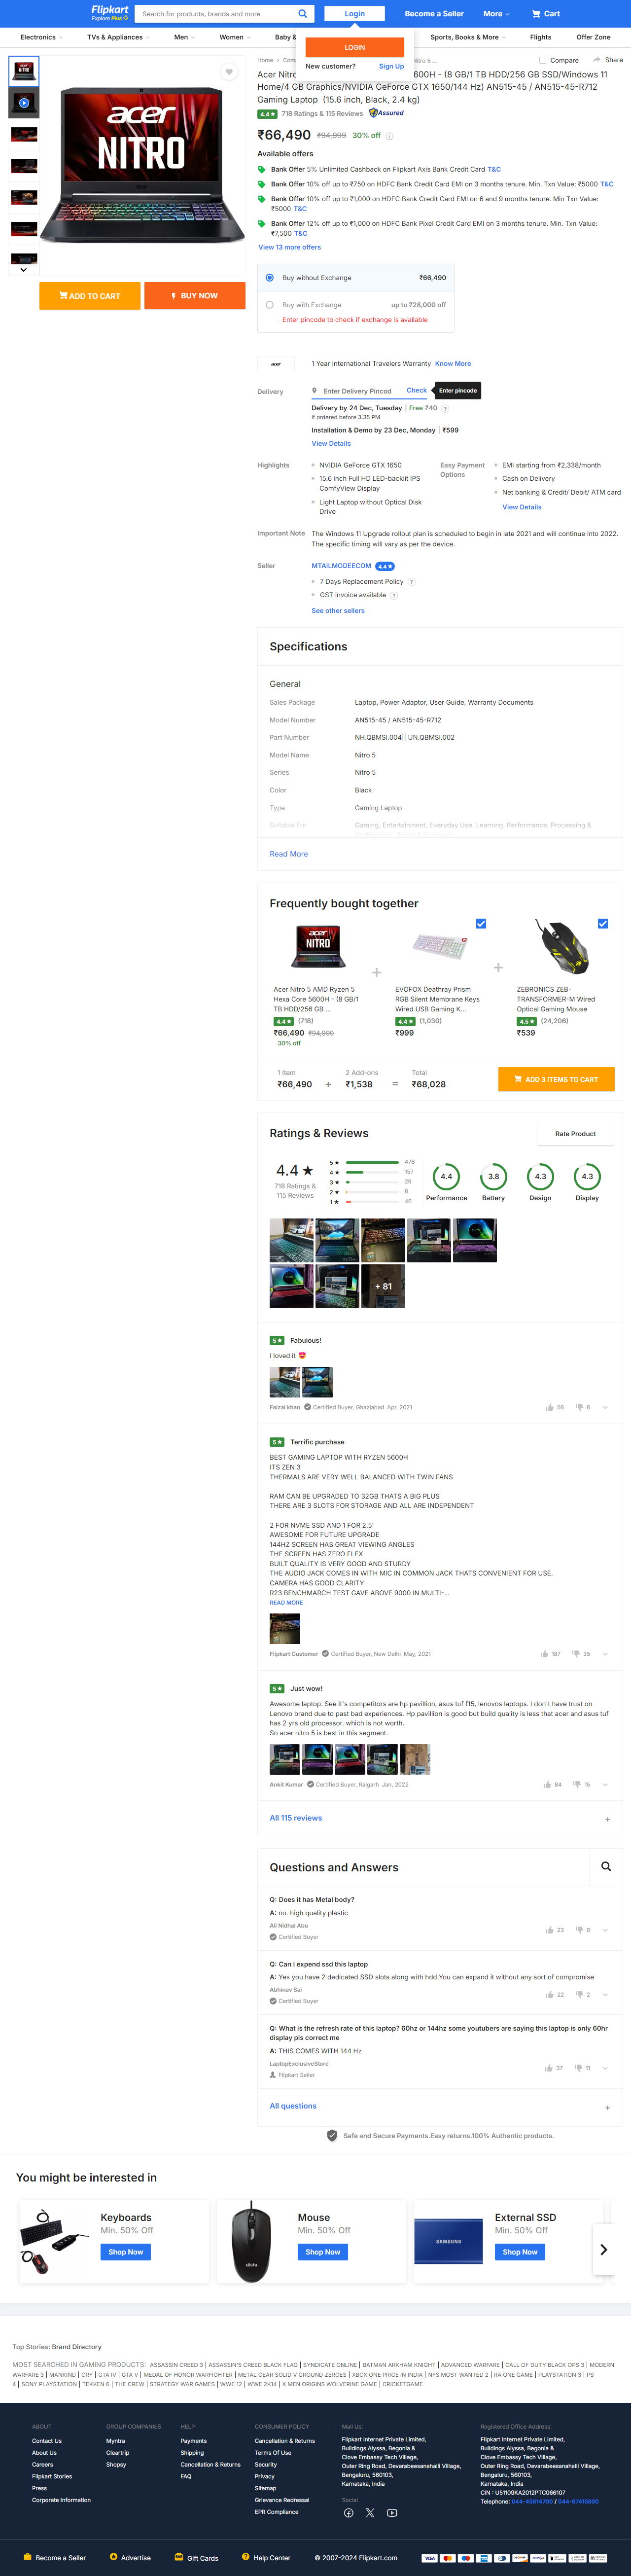 Flipkart
Explore Plus
Search for products, brands and more
Login
Become a Seller
More
Cart
Electronics
TVs & Appliances
Men
Women
Baby &
Sports, Books & More
Flights
Offer Zone
LOGIN
New customer?
Sign Up
Home
Com
Nitro 5 ...
Compare
Share
Acer Nitro
600H - (8 GB/1 TB HDD/256 GB SSD/Windows 11
Home/4 GB Graphics/NVIDIA GeForce GTX 1650/144 Hz) AN515-45 / AN515-45-R712
Gaming Laptop  (15.6 inch, Black, 2.4 kg)
4.4★ 718 Ratings & 115 Reviews Assured
₹66,490 ₹94,999 30% off
Available offers
Bank Offer 5% Unlimited Cashback on Flipkart Axis Bank Credit Card T&C
Bank Offer 10% off up to ₹750 on HDFC Bank Credit Card EMI on 3 months tenure. Min. Txn Value: ₹5000 T&C
Bank Offer 10% off up to ₹1,000 on HDFC Bank Credit Card EMI on 6 and 9 months tenure. Min Txn Value:
₹5000 T&C
Bank Offer 12% off up to ₹1,000 on HDFC Bank Pixel Credit Card EMI on 3 months tenure. Min. Txn Value:
₹7,500 T&C
View 13 more offers
acer
NITRO
ADD TO CART
BUY NOW
Buy without Exchange ₹66,490
Buy with Exchange up to ₹28,000 off
Enter pincode to check if exchange is available
acer
1 Year International Travelers Warranty Know More
Delivery
Enter Delivery Pincod
Check
Enter pincode
Delivery by 24 Dec, Tuesday | Free ₹40 ?
if ordered before 3:35 PM
Installation & Demo by 23 Dec, Monday | ₹599
View Details
Highlights
NVIDIA GeForce GTX 1650
15.6 inch Full HD LED-backlit IPS
ComfyView Display
Light Laptop without Optical Disk
Drive
Easy Payment
Options
EMI starting from ₹2,338/month
Cash on Delivery
Net banking & Credit/ Debit/ ATM card
View Details
Important Note
The Windows 11 Upgrade rollout plan is scheduled to begin in late 2021 and will continue into 2022.
The specific timing will vary as per the device.
Seller
MTAILMODEECOM 4.4★
7 Days Replacement Policy ?
GST invoice available ?
See other sellers
Specifications
General
Sales Package Laptop, Power Adaptor, User Guide, Warranty Documents
Model Number AN515-45 / AN515-45-R712
Part Number NH.QBMSI.004|| UN.QBMSI.002
Model Name Nitro 5
Series Nitro 5
Color Black
Type Gaming Laptop
Suitable For Gaming, Entertainment, Everyday Use, Learning, Performance, Processing &
Read More
Frequently bought together
Acer Nitro 5 AMD Ryzen 5
Hexa Core 5600H - (8 GB/1
TB HDD/256 GB ...
4.4★ (718)
₹66,490 ₹94,999
30% off
EVOFOX Deathray Prism
RGB Silent Membrane Keys
Wired USB Gaming K...
4.4★ (1,030)
₹999
ZEBRONICS ZEB-
TRANSFORMER-M Wired
Optical Gaming Mouse
4.5★ (24,206)
₹539
1 Item
₹66,490
+
2 Add-ons
₹1,538
=
Total
₹68,028
ADD 3 ITEMS TO CART
Ratings & Reviews
Rate Product
4.4★
718 Ratings &
115 Reviews
5★ 478
4★ 157
3★ 29
2★ 8
1★ 46
4.4
Performance
3.8
Battery
4.3
Design
4.3
Display
+ 81
5★ Fabulous!
I loved it
Faizal khan Certified Buyer, Ghaziabad Apr, 2021
56
6
5★ Terrific purchase
BEST GAMING LAPTOP WITH RYZEN 5600H
ITS ZEN 3
THERMALS ARE VERY WELL BALANCED WITH TWIN FANS
RAM CAN BE UPGRADED TO 32GB THATS A BIG PLUS
THERE ARE 3 SLOTS FOR STORAGE AND ALL ARE INDEPENDENT
2 FOR NVME SSD AND 1 FOR 2.5'
AWESOME FOR FUTURE UPGRADE
144HZ SCREEN HAS GREAT VIEWING ANGLES
THE SCREEN HAS ZERO FLEX
BUILT QUALITY IS VERY GOOD AND STURDY
THE AUDIO JACK COMES IN WITH MIC IN COMMON JACK THATS CONVENIENT FOR USE.
CAMERA HAS GOOD CLARITY
R23 BENCHMARCH TEST GAVE ABOVE 9000 IN MULTI-...
READ MORE
Flipkart Customer Certified Buyer, New Delhi May, 2021
187
35
5★ Just wow!
Awesome laptop. See it's competitors are hp pavillion, asus tuf f15, lenovos laptops. I don't have trust on
Lenovo brand due to past bad experiences. Hp pavillion is good but build quality is less that acer and asus tuf
has 2 yrs old processor. which is not worth.
So acer nitro 5 is best in this segment.
Ankit Kumar Certified Buyer, Raigarh Jan, 2022
84
15
All 115 reviews
+
Questions and Answers
Q: Does it has Metal body?
A: no. high quality plastic
Ali Nidhal Abu
Certified Buyer
23
0
Q: Can I expend ssd this laptop
A: Yes you have 2 dedicated SSD slots along with hdd.You can expand it without any sort of compromise
Abhinav Sai
Certified Buyer
22
2
Q: What is the refresh rate of this laptop? 60hz or 144hz some youtubers are saying this laptop is only 60hr
display pls correct me
A: THIS COMES WITH 144 Hz
LaptopExclusiveStore
Flipkart Seller
37
11
All questions
+
Safe and Secure Payments.Easy returns.100% Authentic products.
You might be interested in
Keyboards
Min. 50% Off
Shop Now
Mouse
Min. 50% Off
Shop Now
SAMSUNG
External SSD
Min. 50% Off
Shop Now
Top Stories: Brand Directory
MOST SEARCHED IN GAMING PRODUCTS: ASSASSIN CREED 3 | ASSASSIN'S CREED BLACK FLAG | SYNDICATE ONLINE | BATMAN ARKHAM KNIGHT | ADVANCED WARFARE | CALL OF DUTY BLACK OPS 3 | MODERN
WARFARE 3 | MANKIND | CRY | GTA IV | GTA V | MEDAL OF HONOR WARFIGHTER | METAL GEAR SOLID V GROUND ZEROES | XBOX ONE PRICE IN INDIA | NFS MOST WANTED 2 | RA ONE GAME | PLAYSTATION 3 | PS
4 | SONY PLAYSTATION | TEKKEN 6 | THE CREW | STRATEGY WAR GAMES | WWE 12 | WWE 2K14 | X MEN ORIGINS WOLVERINE GAME | CRICKETGAME
ABOUT
Contact Us
About Us
Careers
Flipkart Stories
Press
Corporate Information
GROUP COMPANIES
Myntra
Cleartrip
Shopsy
HELP
Payments
Shipping
Cancellation & Returns
FAQ
CONSUMER POLICY
Cancellation & Returns
Terms Of Use
Security
Privacy
Sitemap
Grievance Redressal
EPR Compliance
Mail Us:
Flipkart Internet Private Limited,
Buildings Alyssa, Begonia &
Clove Embassy Tech Village,
Outer Ring Road, Devarabeesanahalli Village,
Bengaluru, 560103,
Karnataka, India
Social
Registered Office Address:
Flipkart Internet Private Limited,
Buildings Alyssa, Begonia &
Clove Embassy Tech Village,
Outer Ring Road, Devarabeesanahalli Village,
Bengaluru, 560103,
Karnataka, India
CIN : U51109KA2012PTC066107
Telephone: 044-45614700 / 044-67415800
Become a Seller
Advertise
Gift Cards
Help Center
© 2007-2024 Flipkart.com
VISA